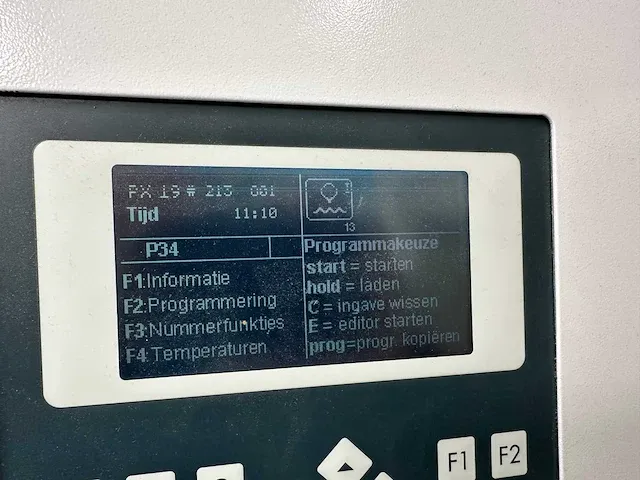 PX 19 # 213 001
Tijd 11:10
13
P34
Programmakeuze
F1:Informatie
F2:Programmering
F3:Nummerfunkties
F4:Temperaturen
start = starten
hold = laden
C = ingave wissen
E = editor starten
prog=progr. kopiëren
F1
F2